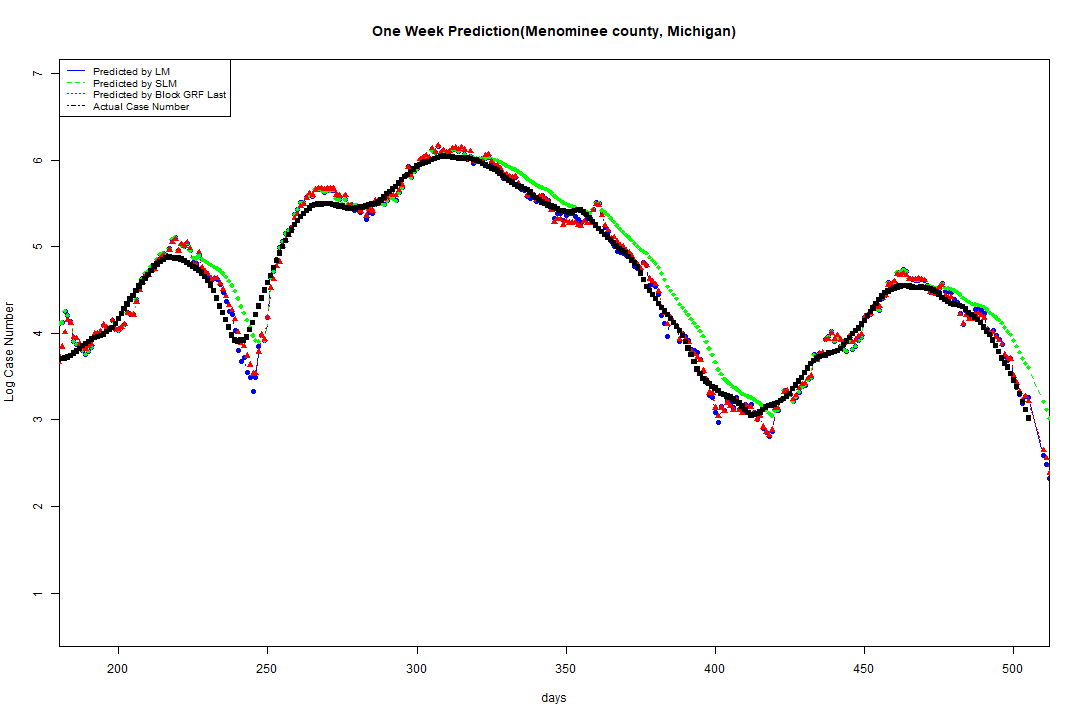 One Week Prediction(Menominee county, Michigan)
Predicted by LM
Predicted by SLM
Predicted by Block GRF Last
Actual Case Number
7
6
5
4
3
2
1
Log Case Number
200 250 300 350 400 450 500
days